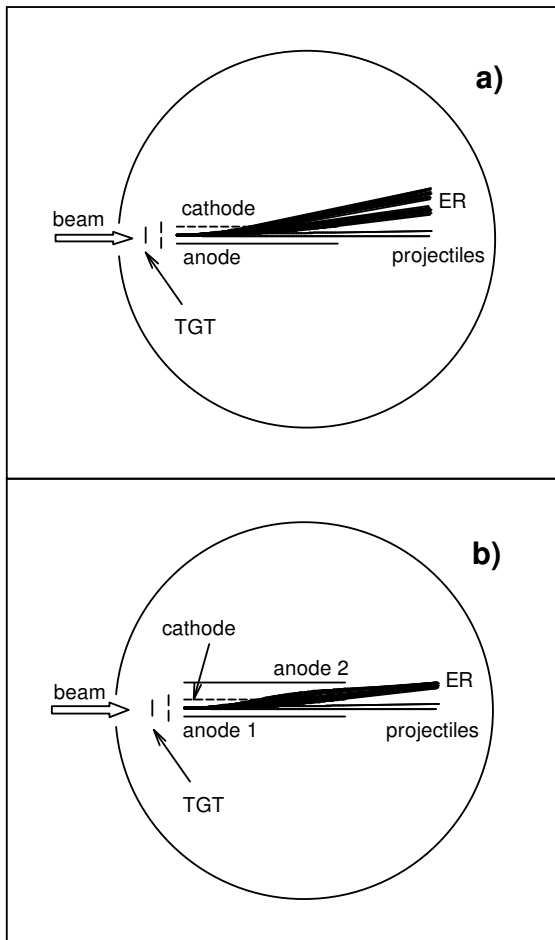 a)
beam
cathode
ER
anode
projectiles
TGT
b)
cathode
beam
anode 2
ER
anode 1
projectiles
TGT